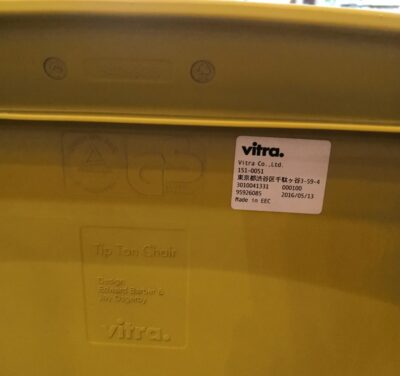 vitra.
Vitra Co.,Ltd.
151-0051
東京都渋谷区千駄ヶ谷3-59-4
3010041331 000100
95926085 2016/05/13
Made in EEC
GS
Tip Ton Chair
Design
Edward Barber &
Jay Osgerby
vitra.